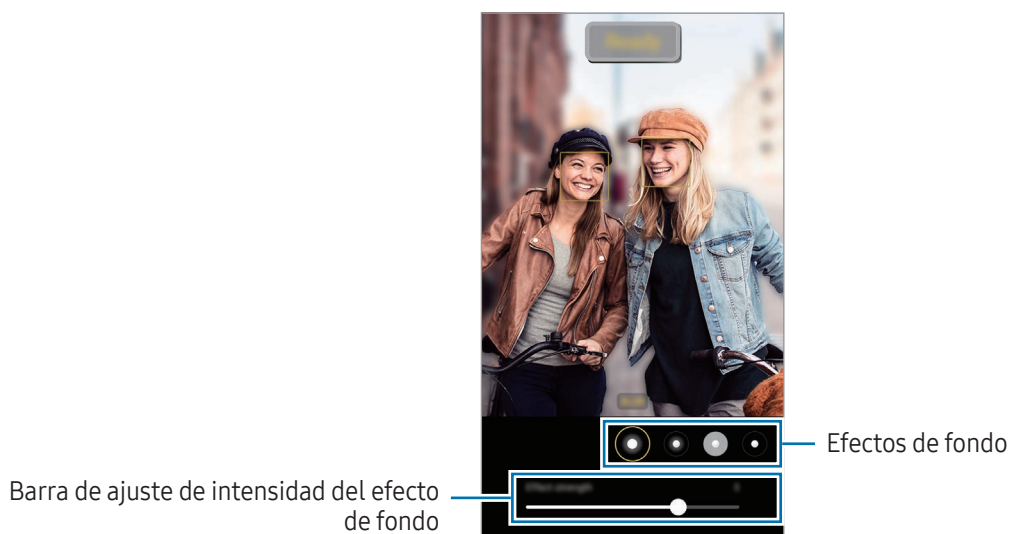 Efectos de fondo
Barra de ajuste de intensidad del efecto
de fondo